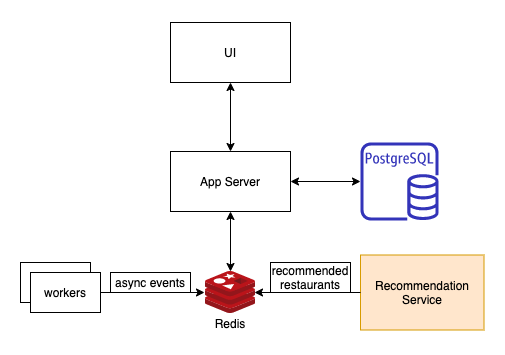 UI
App Server
PostgreSQL
workers
async events
Redis
recommended
restaurants
Recommendation
Service